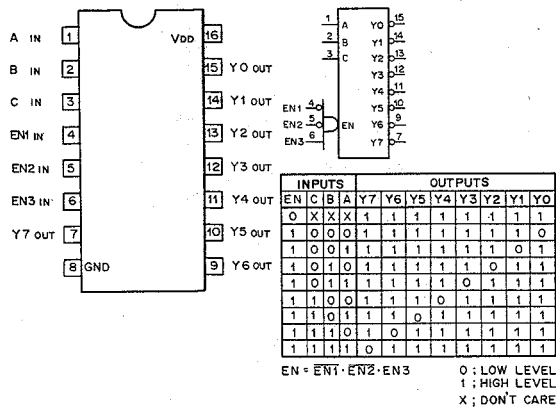 A IN 1
B IN 2
C IN 3
EN1 IN 4
EN2 IN 5
EN3 IN 6
Y7 OUT 7
8 GND
VDD 16
15 Y0 OUT
14 Y1 OUT
13 Y2 OUT
12 Y3 OUT
11 Y4 OUT
10 Y5 OUT
9 Y6 OUT
1 A Y0 15
2 B Y1 14
3 C Y2 13
Y3 12
Y4 11
EN1 4 Y5 10
EN2 5 EN Y6 9
EN3 6 Y7 7
INPUTS OUTPUTS
EN C B A Y7 Y6 Y5 Y4 Y3 Y2 Y1 Y0
0 X X X 1 1 1 1 1 1 1 1
1 0 0 0 1 1 1 1 1 1 1 0
1 0 0 1 1 1 1 1 1 1 0 1
1 0 1 0 1 1 1 1 1 0 1 1
1 0 1 1 1 1 1 1 0 1 1 1
1 1 0 0 1 1 1 0 1 1 1 1
1 1 0 1 1 1 0 1 1 1 1 1
1 1 1 0 1 0 1 1 1 1 1 1
1 1 1 1 0 1 1 1 1 1 1 1
EN = E̅N̅1̅ · E̅N̅2̅ · EN3
0 ; LOW LEVEL
1 ; HIGH LEVEL
X ; DON'T CARE